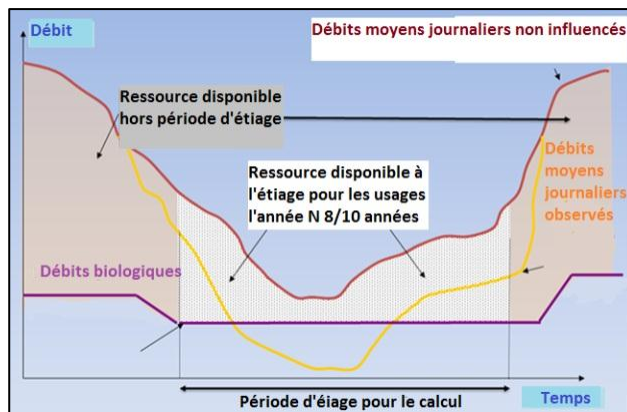 Débit
Débits moyens journaliers non influencés
Ressource disponible
hors période d'étiage
Ressource disponible à
l'étiage pour les usages
l'année N 8/10 années
Débits
moyens
journaliers
observés
Débits biologiques
Période d'éiage pour le calcul
Temps